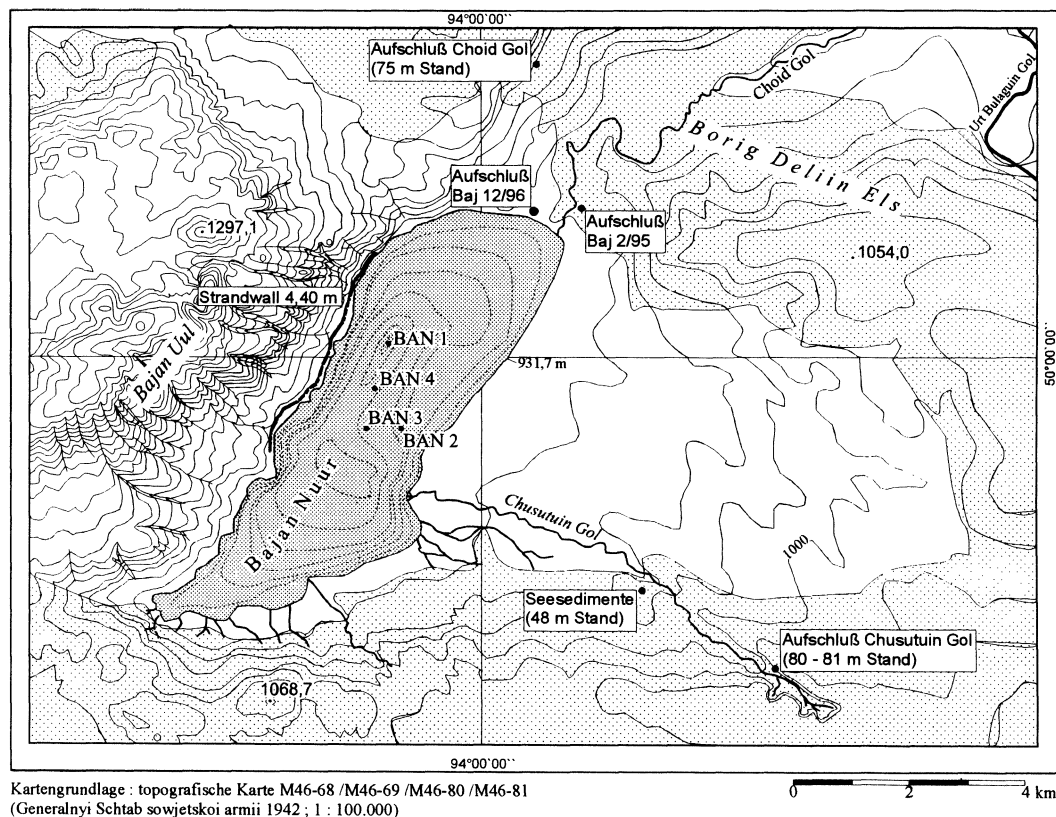 94°00`00``
Aufschluß Choid Gol
(75 m Stand)
Choid Gol
Urt Bulaguin Gol
Borig Deliin Els
Aufschluß
Baj 12/96
Aufschluß
Baj 2/95
1297,1
1054,0
Strandwall 4,40 m
Bajan Uul
BAN 1
931,7 m
50°00`00``
BAN 4
BAN 3
BAN 2
Bajan Nuur
Chusutuin Gol
1000
Seesedimente
(48 m Stand)
Aufschluß Chusutuin Gol
(80 - 81 m Stand)
1068,7
94°00`00``
Kartengrundlage : topografische Karte M46-68 /M46-69 /M46-80 /M46-81
(Generalnyi Schtab sowjetskoi armii 1942 ; 1 : 100.000)
0 2 4 km